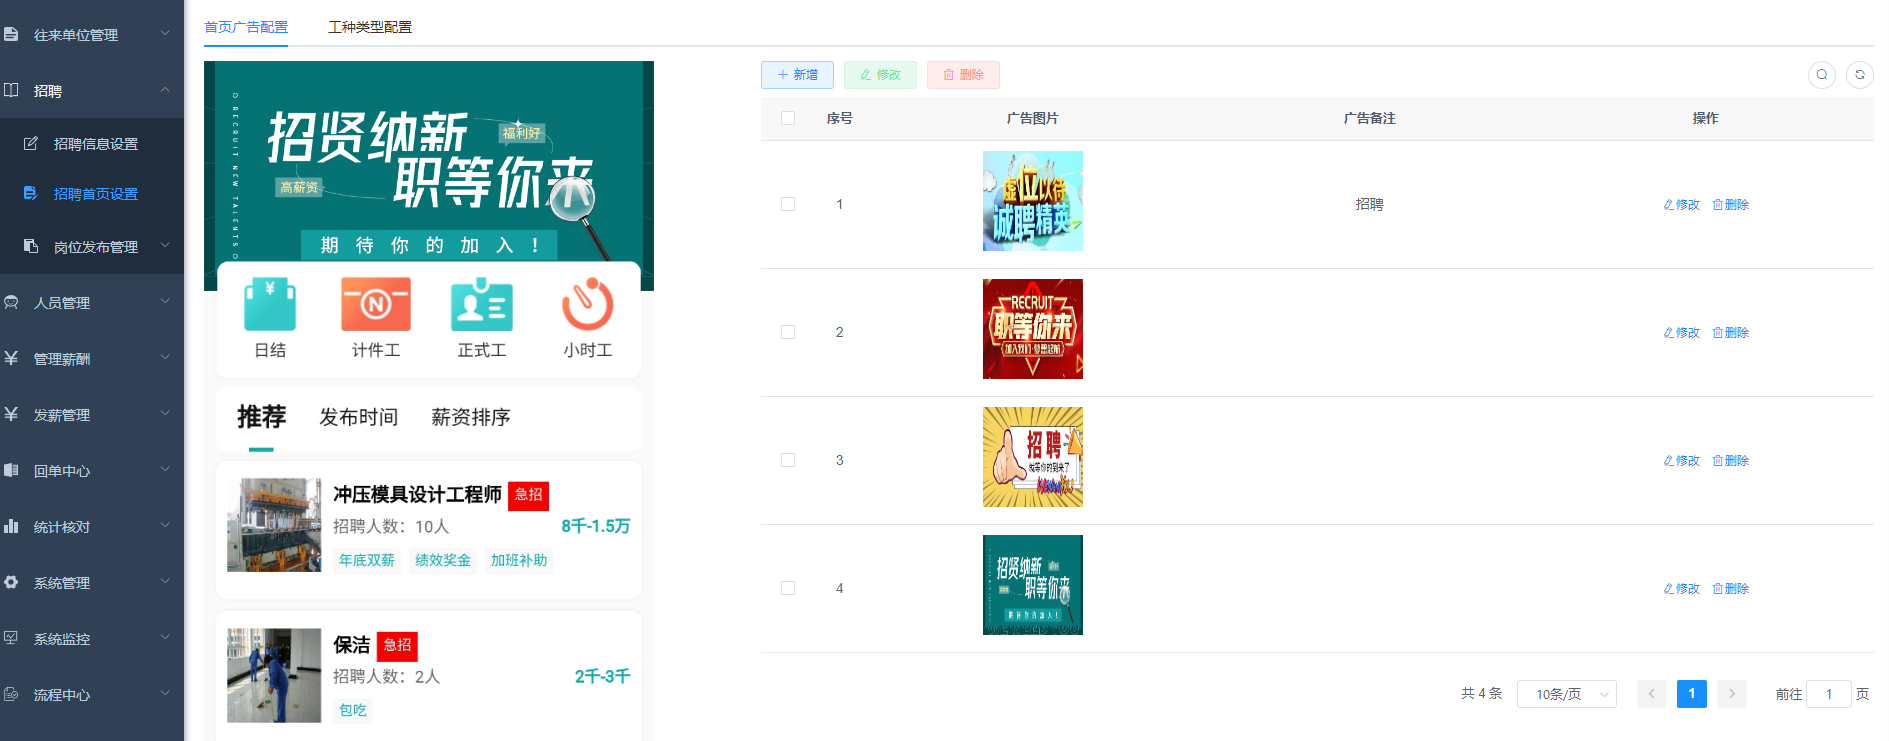 往来单位管理
招聘
招聘信息设置
招聘首页设置
岗位发布管理
人员管理
管理薪酬
发薪管理
回单中心
统计核对
系统管理
系统监控
流程中心
首页广告配置
工种类型配置
RECRUIT NEW TALENTS
招贤纳新
福利好
职等你来
高薪资
期待你的加入!
日结
计件工
正式工
小时工
推荐
发布时间
薪资排序
冲压模具设计工程师 急招
招聘人数：10人
8千-1.5万
年底双薪 绩效奖金 加班补助
保洁 急招
招聘人数：2人
2千-3千
包吃
新增
修改
删除
序号 广告图片 广告备注 操作
1
虚位以待
诚聘精英
招聘
修改 删除
2
RECRUIT
职等你来
修改 删除
3
招聘
就等你的到来了
修改 删除
4
招贤纳新
职等你来
期待你的加入!
修改 删除
共 4 条 10条/页 1 前往 1 页